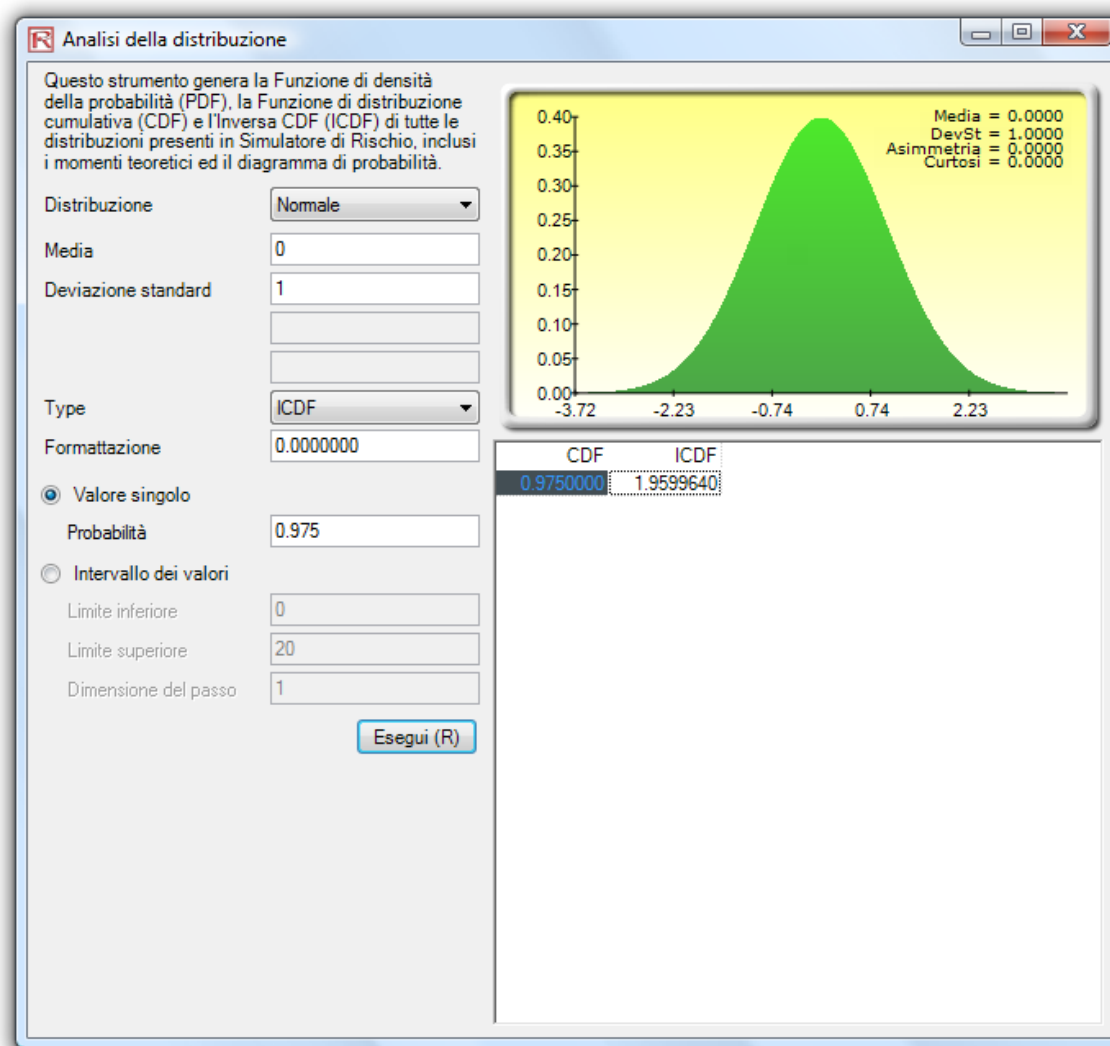 Analisi della distribuzione
Questo strumento genera la Funzione di densità
della probabilità (PDF), la Funzione di distribuzione
cumulativa (CDF) e l'Inversa CDF (ICDF) di tutte le
distribuzioni presenti in Simulatore di Rischio, inclusi
i momenti teoretici ed il diagramma di probabilità.
Distribuzione Normale
Media 0
Deviazione standard 1
Type ICDF
Formattazione 0.0000000
Valore singolo
Probabilità 0.975
Intervallo dei valori
Limite inferiore 0
Limite superiore 20
Dimensione del passo 1
Esegui (R)
Media = 0.0000
DevSt = 1.0000
Asimmetria = 0.0000
Curtosi = 0.0000
0.40
0.35
0.30
0.25
0.20
0.15
0.10
0.05
0.00
-3.72 -2.23 -0.74 0.74 2.23
CDF ICDF
0.9750000 1.9599640